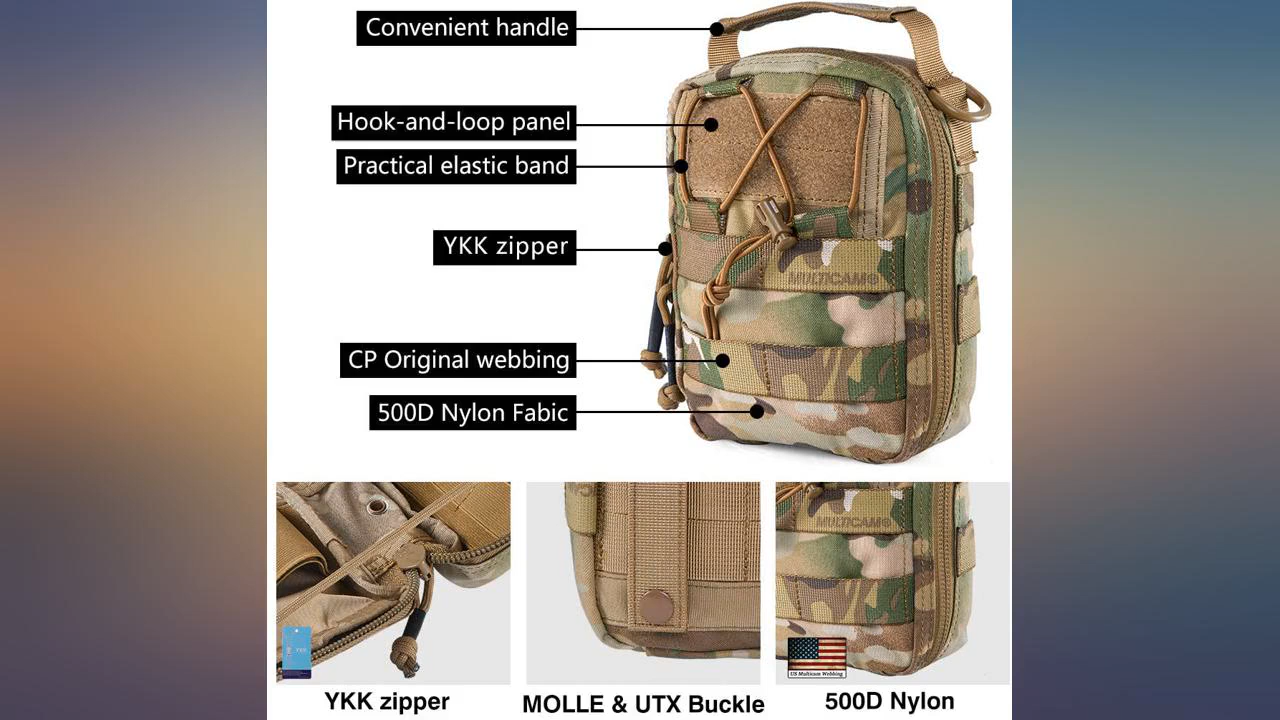 Convenient handle
Hook-and-loop panel
Practical elastic band
YKK zipper
MULTICAM®
CP Original webbing
500D Nylon Fabic
MULTICAM®
YKK
US Multicam Webbing
YKK zipper
MOLLE & UTX Buckle
500D Nylon